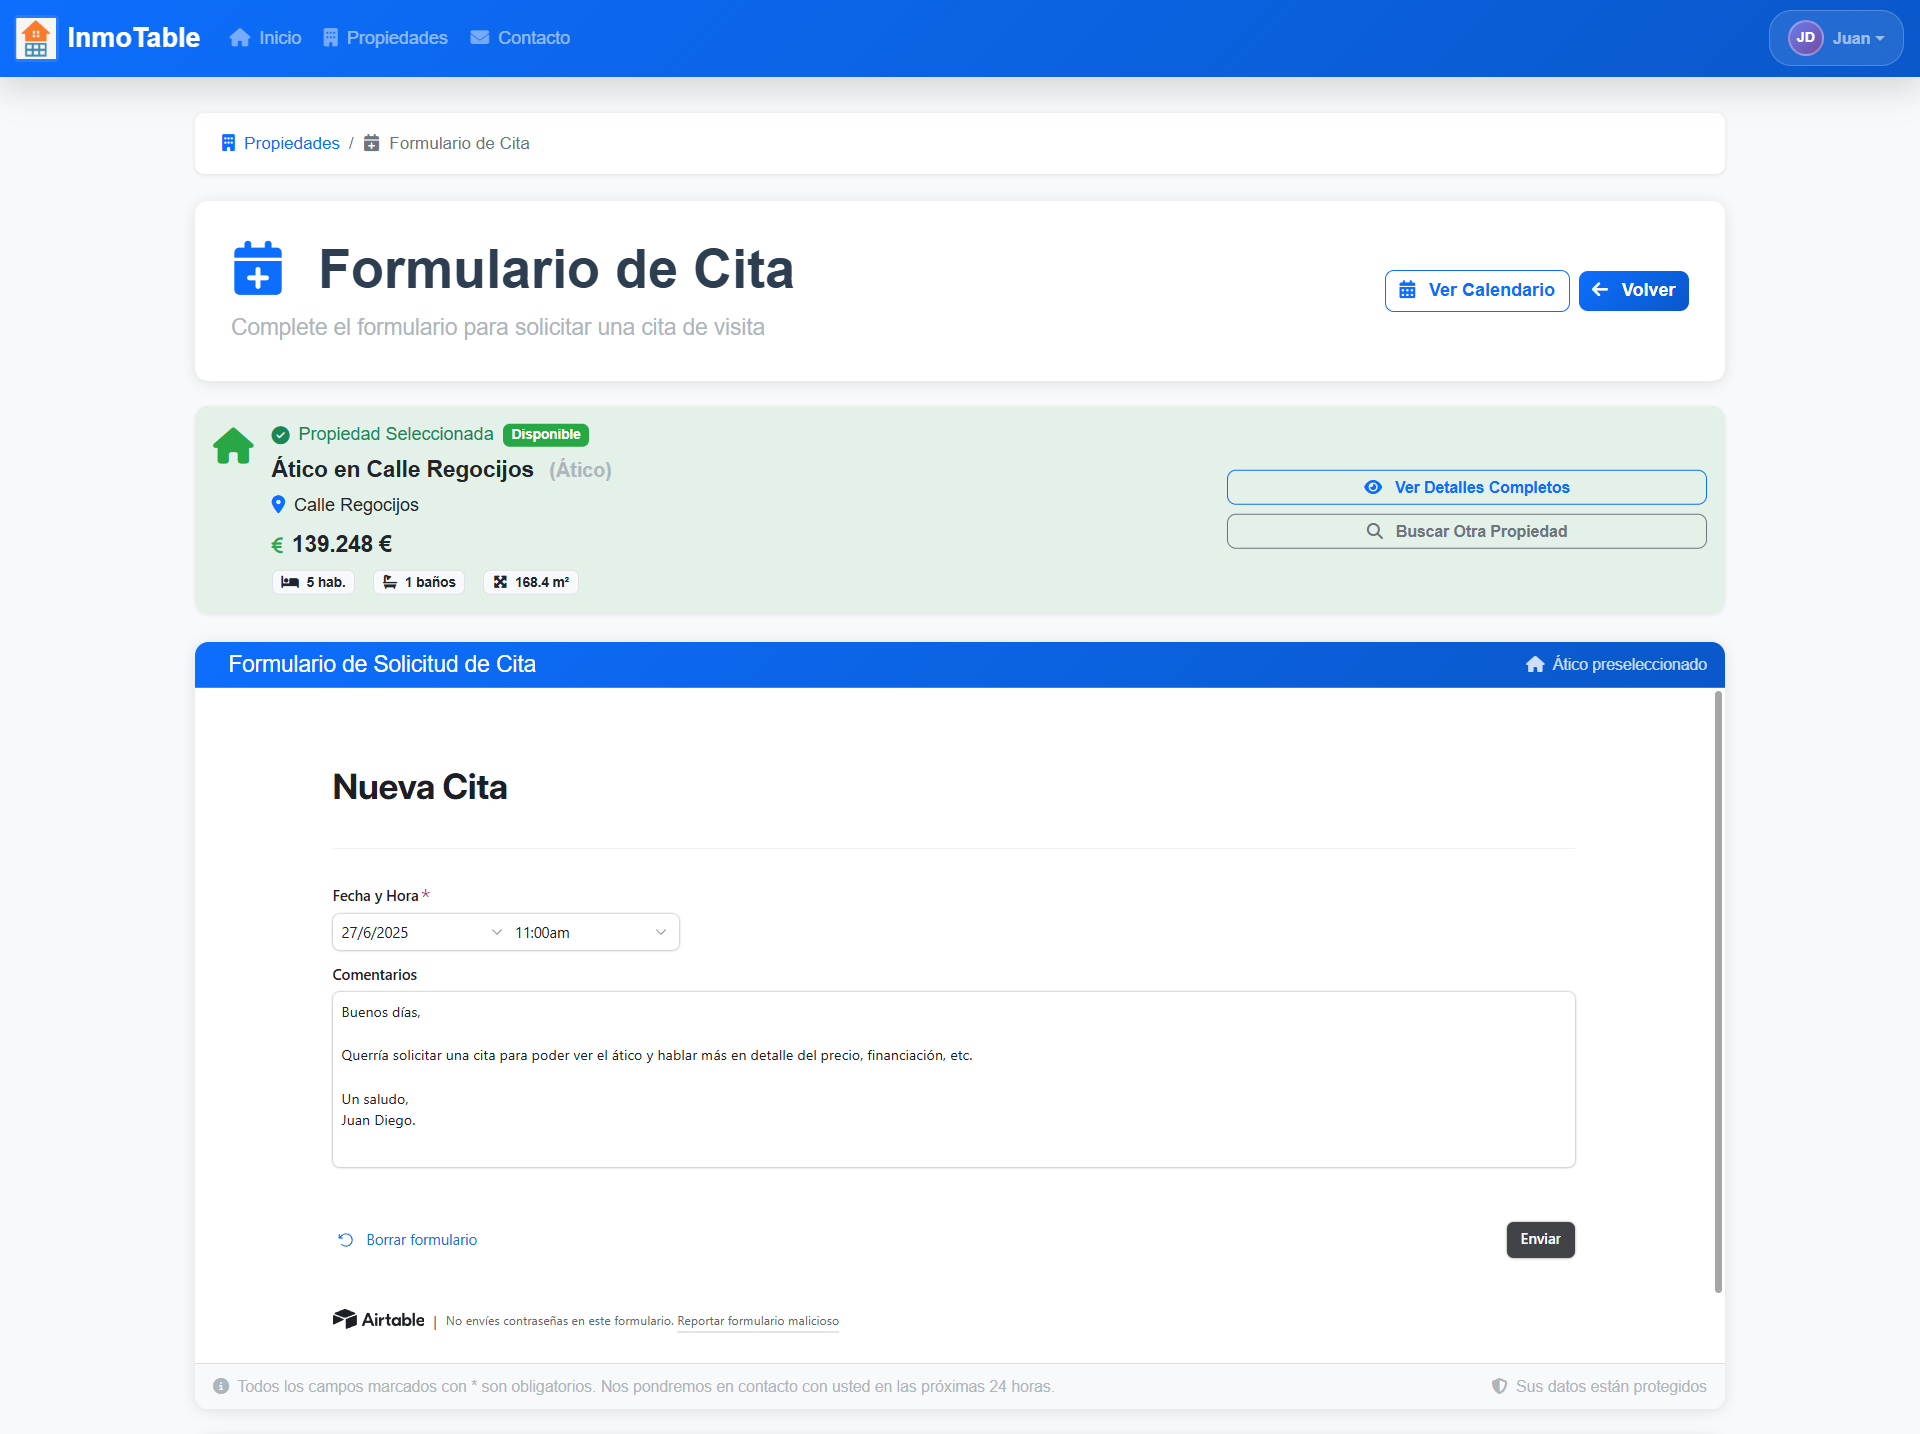 InmoTable Inicio Propiedades Contacto JD Juan
Propiedades / Formulario de Cita
Formulario de Cita
Complete el formulario para solicitar una cita de visita
Ver Calendario Volver
Propiedad Seleccionada Disponible
Ático en Calle Regocijos (Ático)
Calle Regocijos
€ 139.248 €
5 hab. 1 baños 168.4 m²
Ver Detalles Completos
Buscar Otra Propiedad
Formulario de Solicitud de Cita Ático preseleccionado
Nueva Cita
Fecha y Hora *
27/6/2025 11:00am
Comentarios
Buenos días,
Querría solicitar una cita para poder ver el ático y hablar más en detalle del precio, financiación, etc.
Un saludo,
Juan Diego.
Borrar formulario Enviar
Airtable | No envíes contraseñas en este formulario. Reportar formulario malicioso
Todos los campos marcados con * son obligatorios. Nos pondremos en contacto con usted en las próximas 24 horas. Sus datos están protegidos